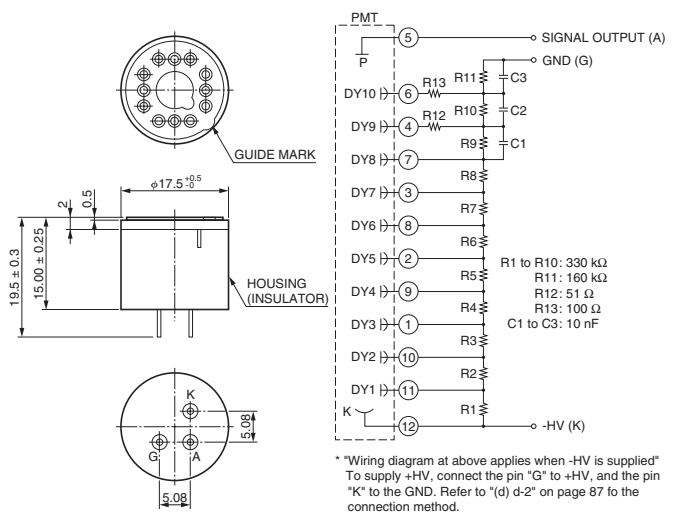 GUIDE MARK
φ17.5 +0.5 -0
2
0.5
19.5 ± 0.3
15.00 ± 0.25
HOUSING
(INSULATOR)
K
G
A
5.08
5.08
PMT
5
SIGNAL OUTPUT (A)
P
GND (G)
R11
C3
DY10
6
R13
R10
C2
DY9
4
R12
R9
C1
DY8
7
R8
DY7
3
R7
DY6
8
R6
DY5
2
R5
DY4
9
R4
DY3
1
R3
DY2
10
R2
DY1
11
R1
K
12
-HV (K)
R1 to R10: 330 kΩ
R11: 160 kΩ
R12: 51 Ω
R13: 100 Ω
C1 to C3: 10 nF
* "Wiring diagram at above applies when -HV is supplied"
To supply +HV, connect the pin "G" to +HV, and the pin
"K" to the GND. Refer to "(d) d-2" on page 87 fo the
connection method.